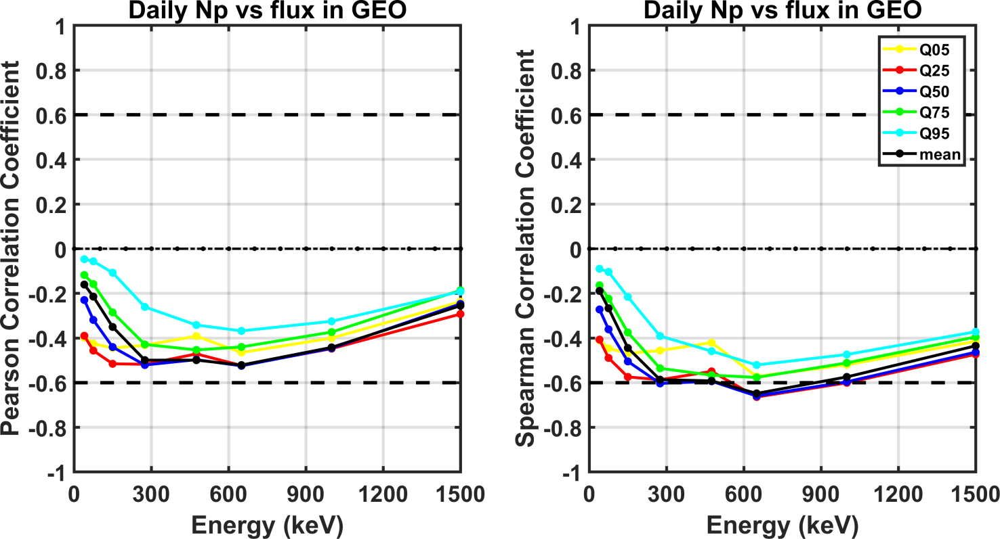 Daily Np vs flux in GEO
Pearson Correlation Coefficient
1
0.8
0.6
0.4
0.2
0
-0.2
-0.4
-0.6
-0.8
-1
0 300 600 900 1200 1500
Energy (keV)
Daily Np vs flux in GEO
Spearman Correlation Coefficient
1
0.8
0.6
0.4
0.2
0
-0.2
-0.4
-0.6
-0.8
-1
0 300 600 900 1200 1500
Energy (keV)
Q05
Q25
Q50
Q75
Q95
mean